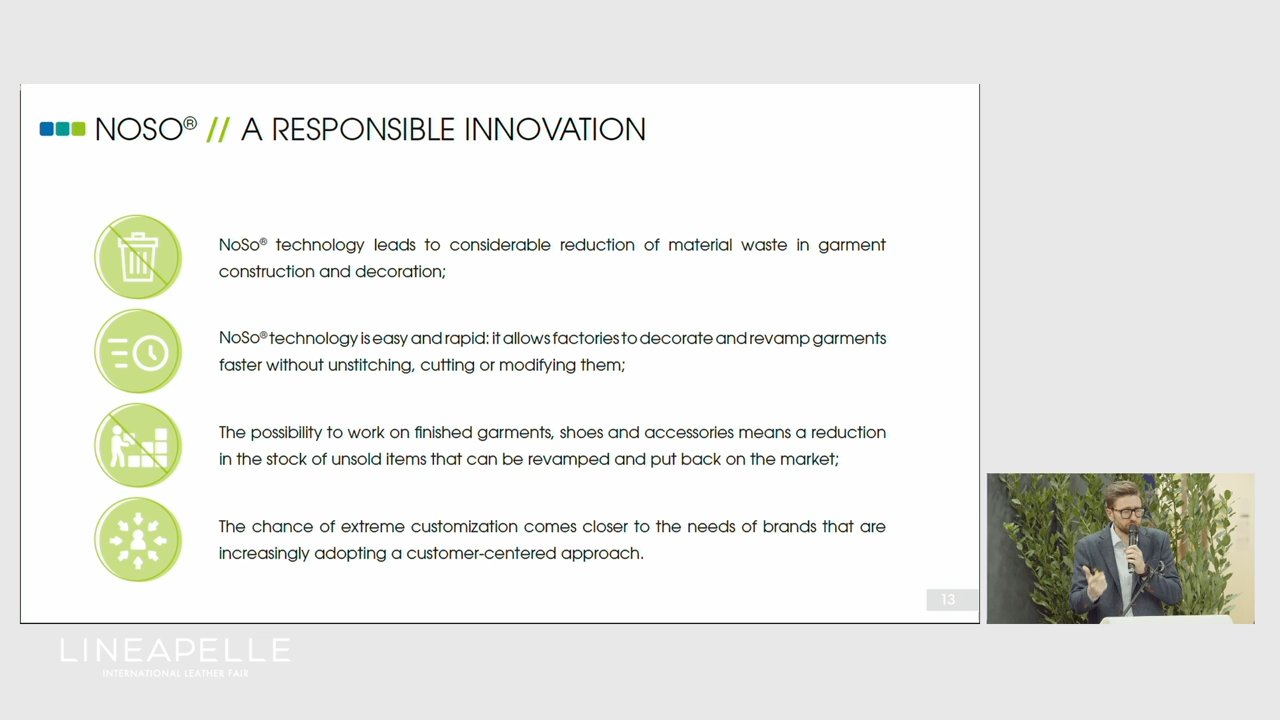 NOSO® // A RESPONSIBLE INNOVATION
NoSo® technology leads to considerable reduction of material waste in garment
construction and decoration;
NoSo® technology is easy and rapid: it allows factories to decorate and revamp garments
faster without unstitching, cutting or modifying them;
The possibility to work on finished garments, shoes and accessories means a reduction
in the stock of unsold items that can be revamped and put back on the market;
The chance of extreme customization comes closer to the needs of brands that are
increasingly adopting a customer-centered approach.
13
LINEAPELLE
INTERNATIONAL LEATHER FAIR